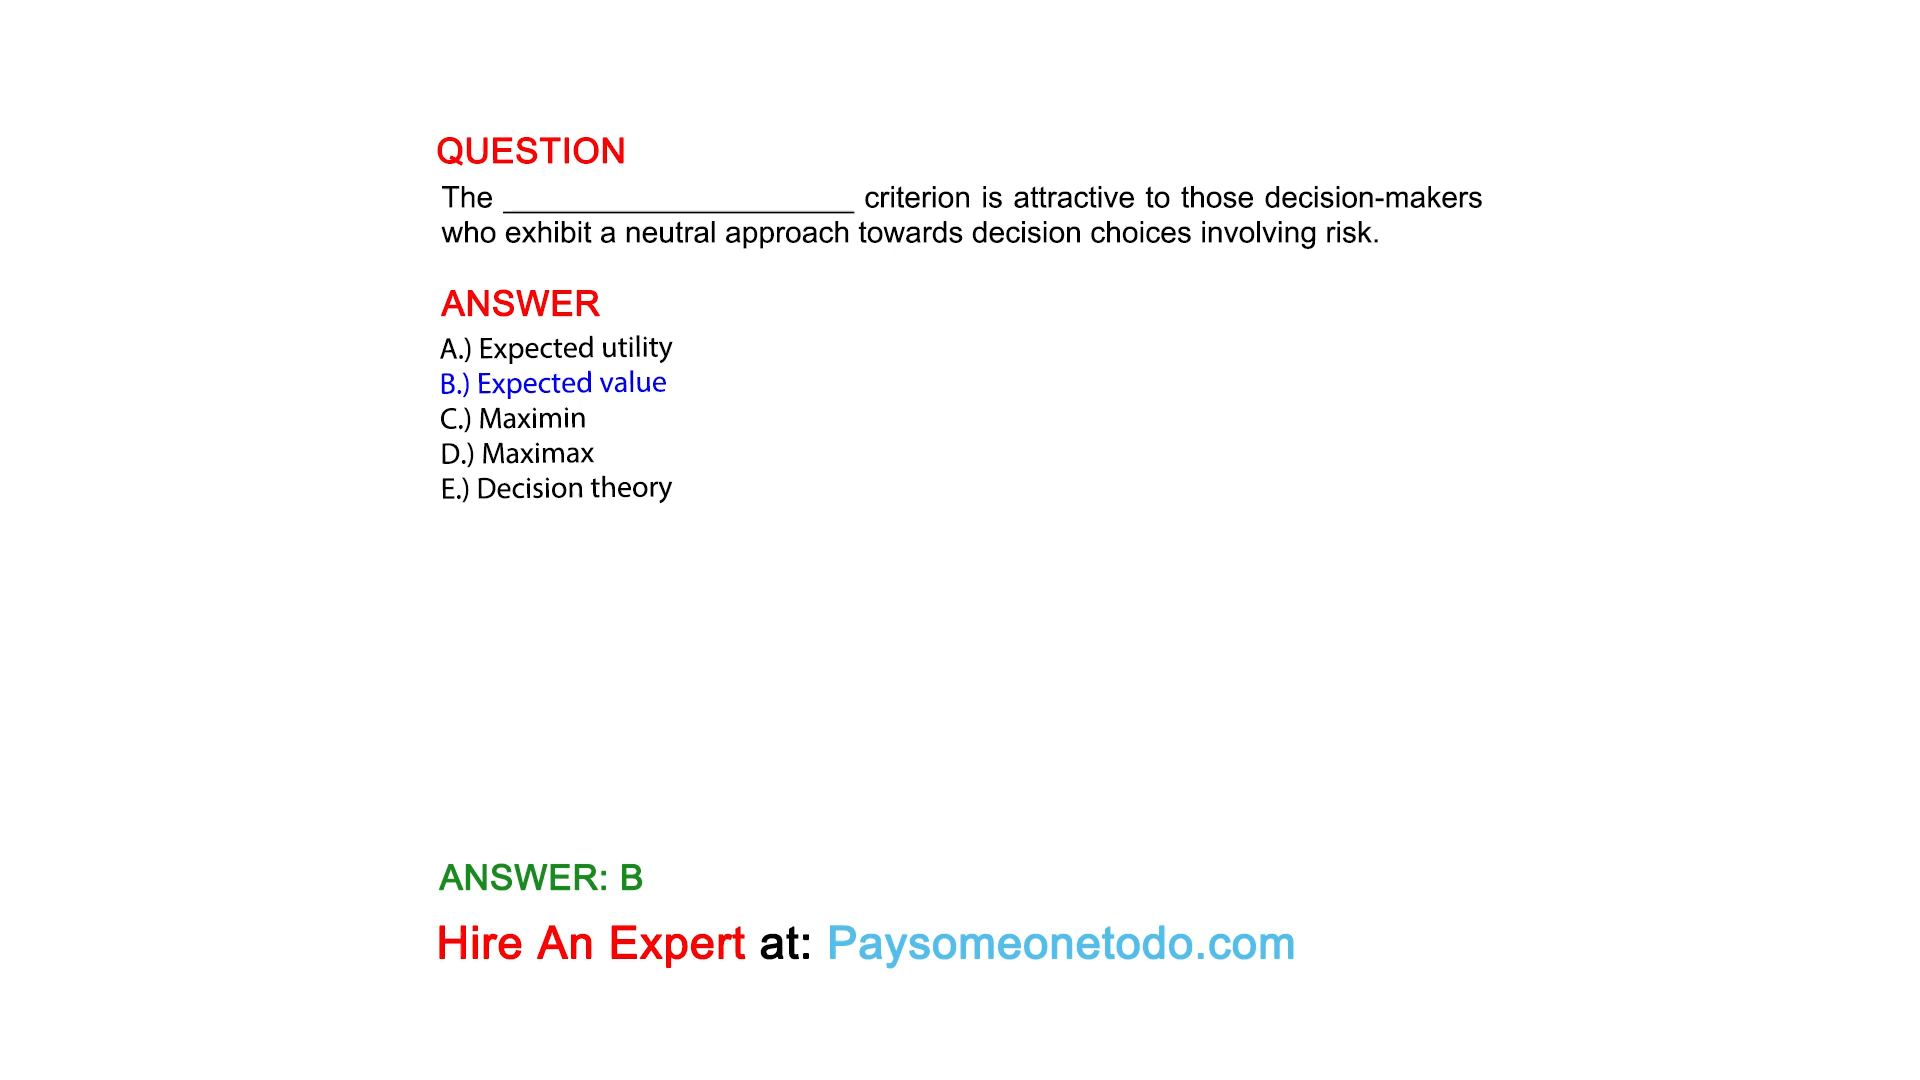 QUESTION
The ______________________ criterion is attractive to those decision-makers
who exhibit a neutral approach towards decision choices involving risk.
ANSWER
A.) Expected utility
B.) Expected value
C.) Maximin
D.) Maximax
E.) Decision theory
ANSWER: B
Hire An Expert at: Paysomeonetodo.com